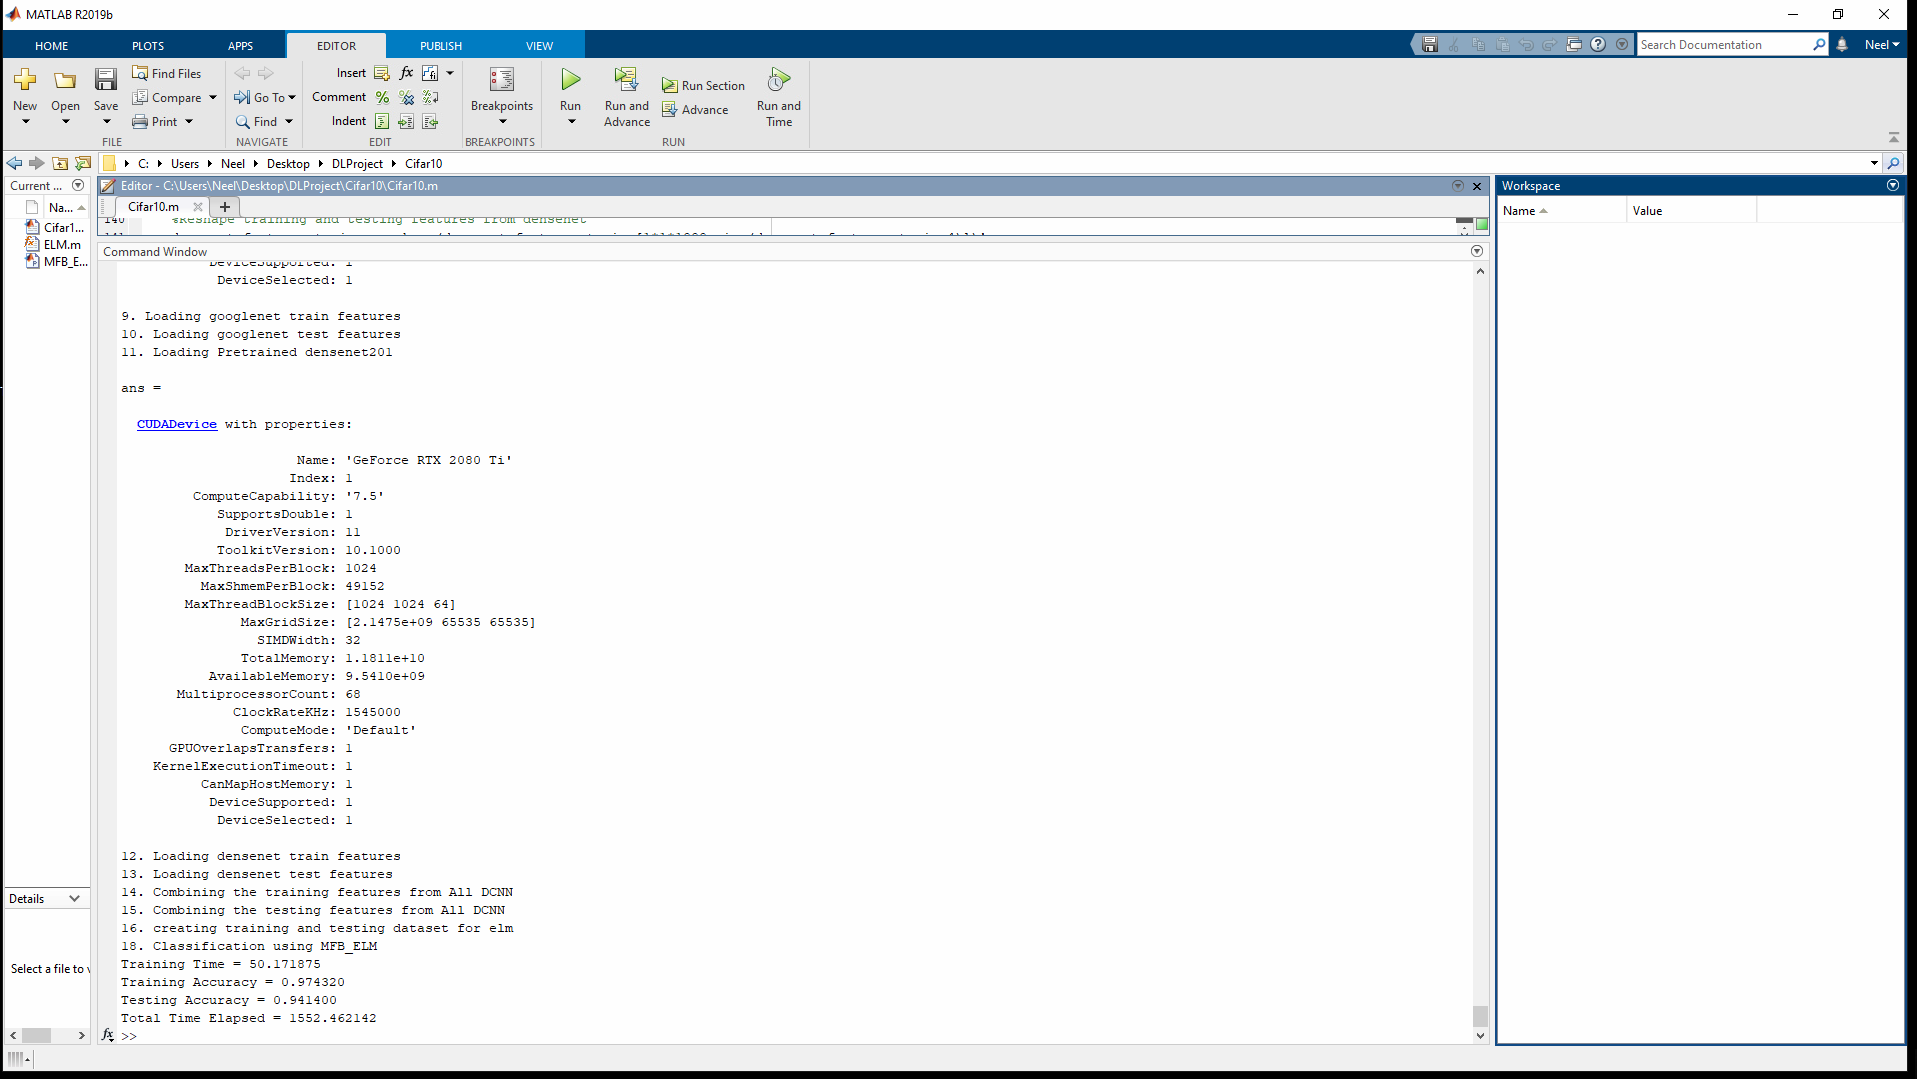 MATLAB R2019b
HOME PLOTS APPS EDITOR PUBLISH VIEW
Search Documentation
Neel
New
Open
Save
Find Files
Compare
Print
FILE
Go To
Find
NAVIGATE
Insert
Comment
Indent
EDIT
Breakpoints
BREAKPOINTS
Run
Run and
Advance
Run Section
Advance
Run and
Time
RUN
C: Users Neel Desktop DLProject Cifar10
Current ...
Na...
Cifar1...
ELM.m
MFB_E...
Details
Select a file to v
Editor - C:\Users\Neel\Desktop\DLProject\Cifar10\Cifar10.m
Cifar10.m
140 %Reshape training and testing features from densenet
Command Window
DeviceSupported: 1
DeviceSelected: 1
9. Loading googlenet train features
10. Loading googlenet test features
11. Loading Pretrained densenet201
ans =
CUDADevice with properties:
Name: 'GeForce RTX 2080 Ti'
Index: 1
ComputeCapability: '7.5'
SupportsDouble: 1
DriverVersion: 11
ToolkitVersion: 10.1000
MaxThreadsPerBlock: 1024
MaxShmemPerBlock: 49152
MaxThreadBlockSize: [1024 1024 64]
MaxGridSize: [2.1475e+09 65535 65535]
SIMDWidth: 32
TotalMemory: 1.1811e+10
AvailableMemory: 9.5410e+09
MultiprocessorCount: 68
ClockRateKHz: 1545000
ComputeMode: 'Default'
GPUOverlapsTransfers: 1
KernelExecutionTimeout: 1
CanMapHostMemory: 1
DeviceSupported: 1
DeviceSelected: 1
12. Loading densenet train features
13. Loading densenet test features
14. Combining the training features from All DCNN
15. Combining the testing features from All DCNN
16. creating training and testing dataset for elm
18. Classification using MFB_ELM
Training Time = 50.171875
Training Accuracy = 0.974320
Testing Accuracy = 0.941400
Total Time Elapsed = 1552.462142
fx >>
Workspace
Name Value